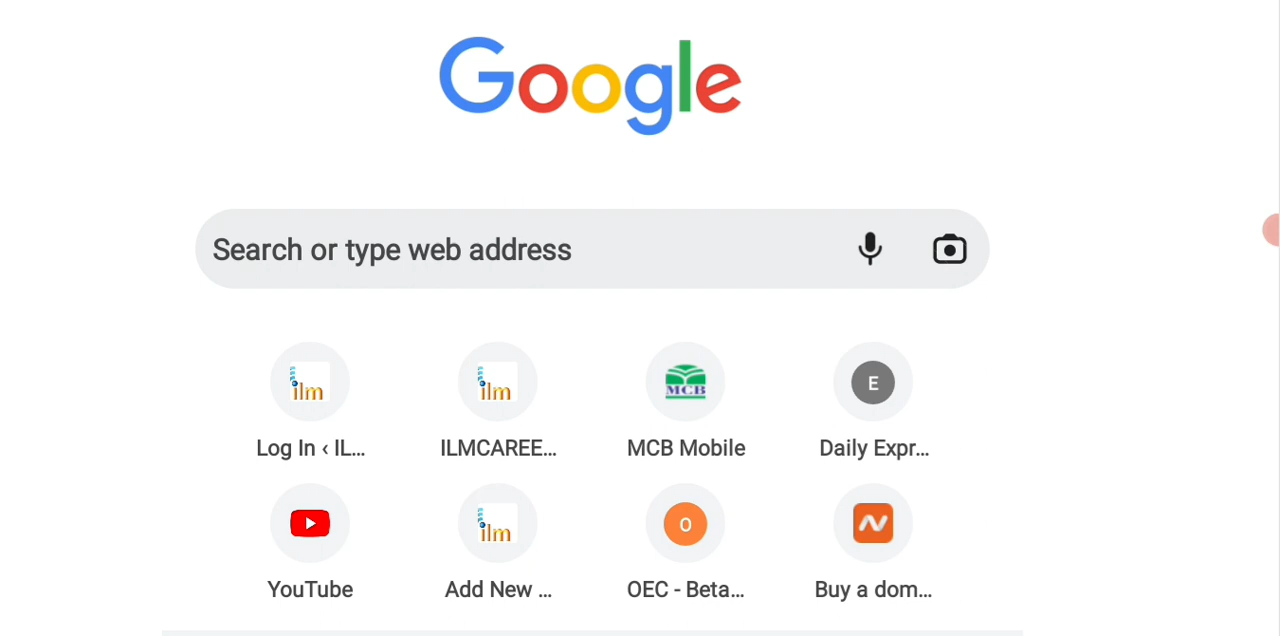 Google
Search or type web address
ilm
ilm
MCB
E
Log In ‹ IL...
ILMCAREE...
MCB Mobile
Daily Expr...
ilm
O
YouTube
Add New ...
OEC - Beta...
Buy a dom...